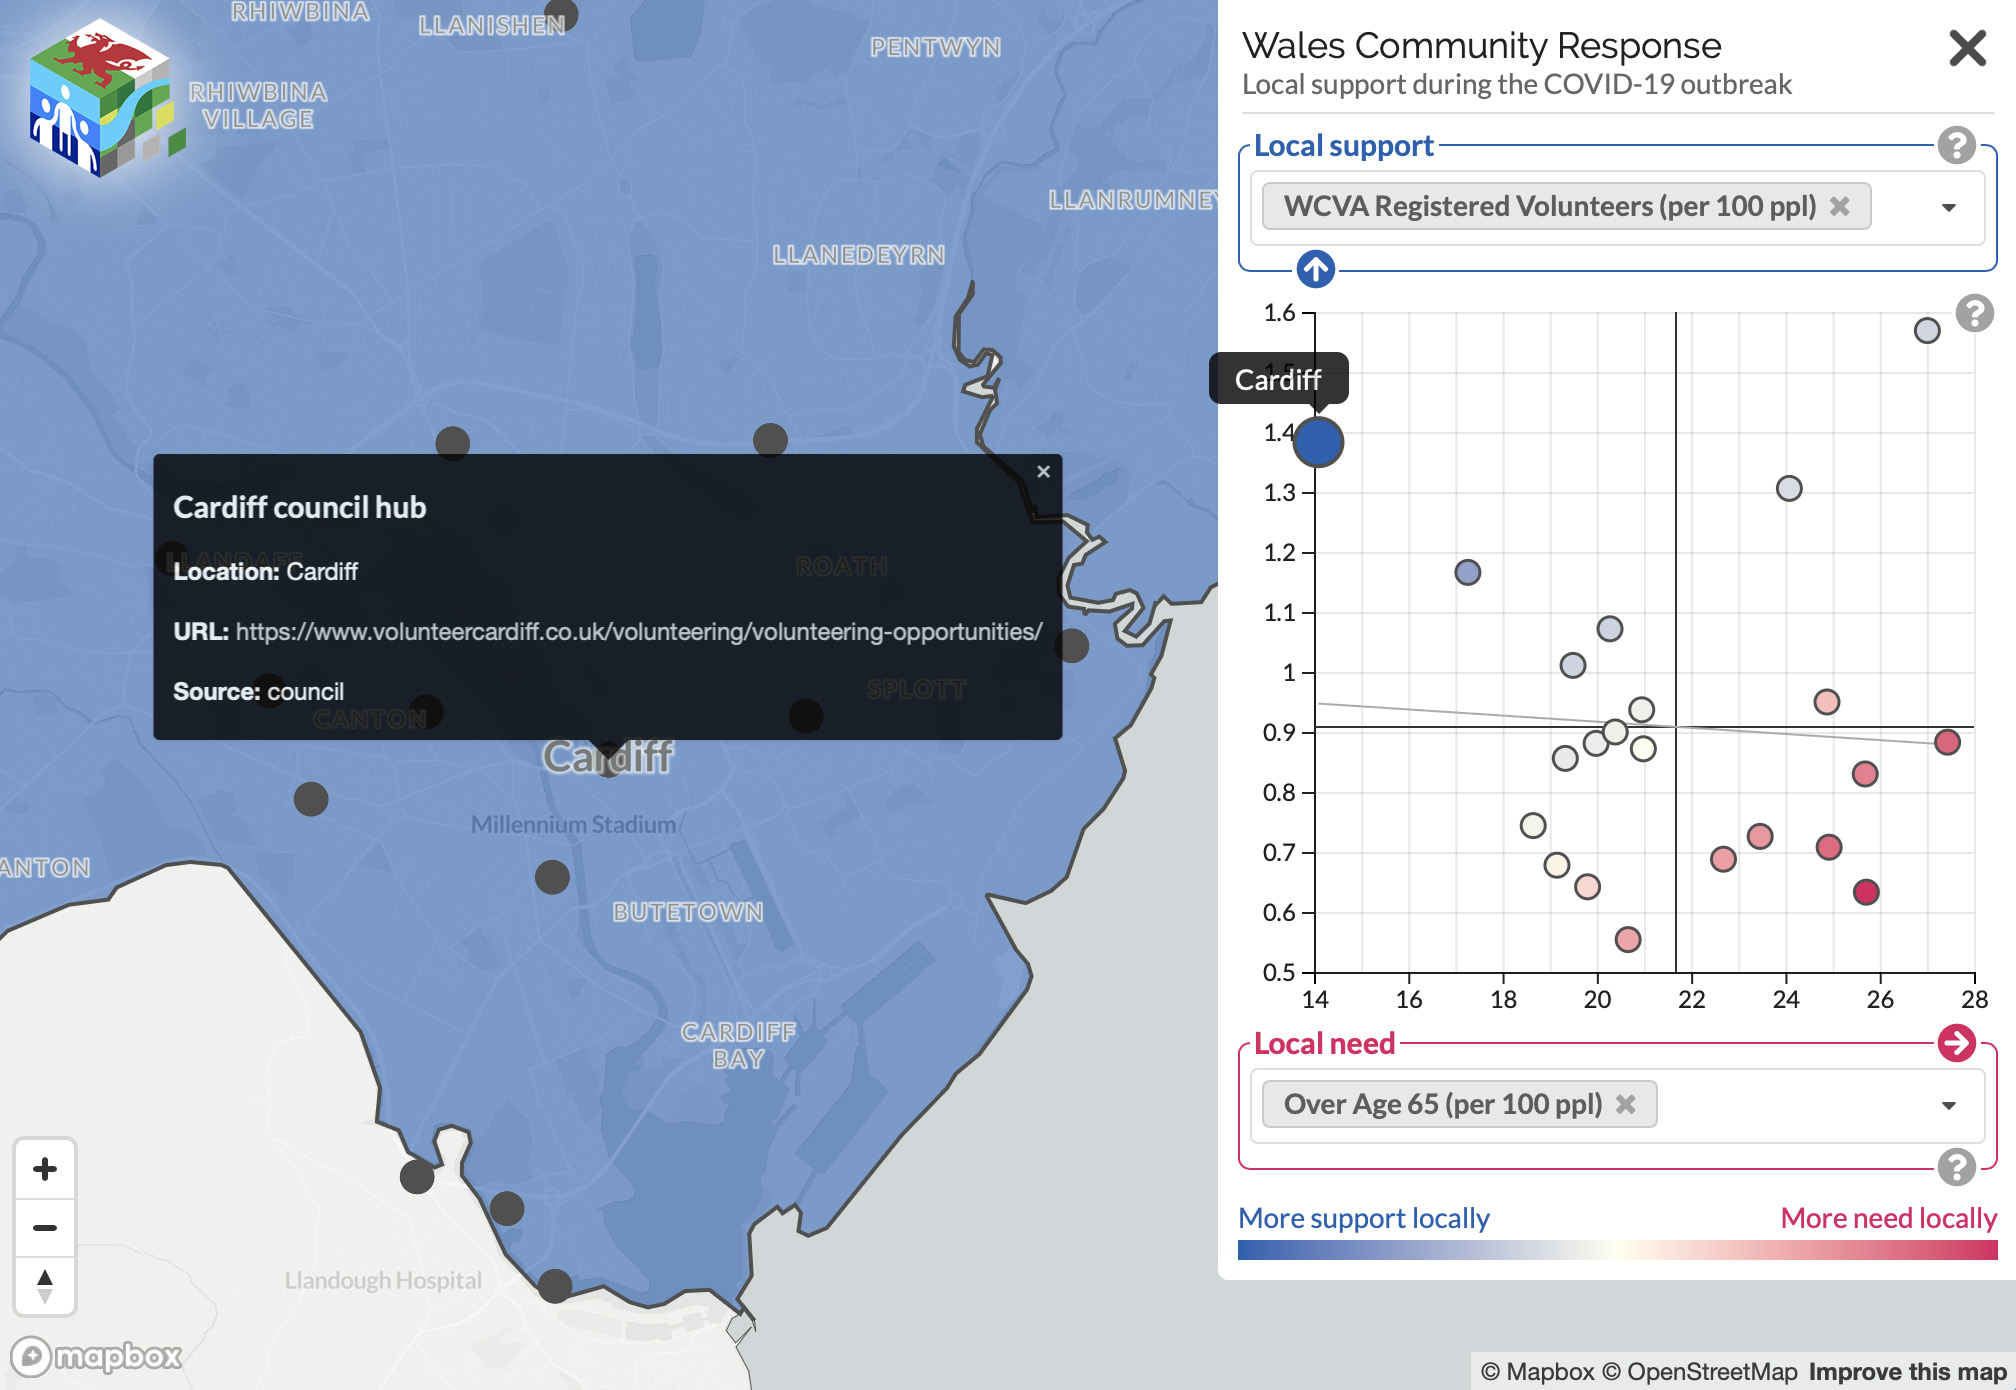 RHIWBINA
LLANISHEN
PENTWYN
RHIWBINA
VILLAGE
LLANRUMNEY
LLANEDEYRN
×
Cardiff council hub
LLANDAFF
ROATH
Location: Cardiff
URL: https://www.volunteercardiff.co.uk/volunteering/volunteering-opportunities/
SPLOTT
Source: council
CANTON
Cardiff
Millennium Stadium
ANTON
BUTETOWN
CARDIFF
BAY
Llandough Hospital
+
−
mapbox
Wales Community Response
Local support during the COVID-19 outbreak
Local support
?
WCVA Registered Volunteers (per 100 ppl) ×
?
1.6
1.5
Cardiff
1.4
1.3
1.2
1.1
1
0.9
0.8
0.7
0.6
0.5
14 16 18 20 22 24 26 28
Local need
Over Age 65 (per 100 ppl) ×
?
More support locally
More need locally
© Mapbox © OpenStreetMap Improve this map